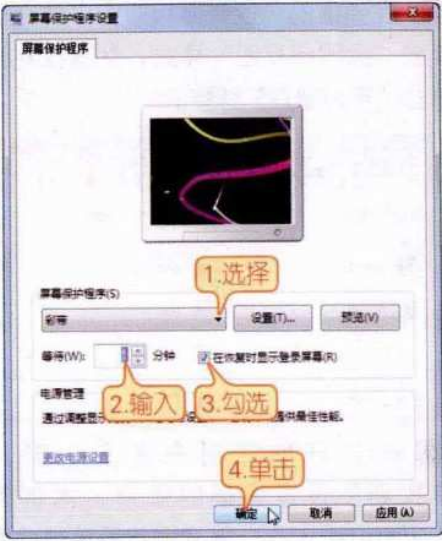 屏幕保护程序设置
屏幕保护程序
1.选择
屏幕保护程序(S)
彩带 设置(T)... 预览(V)
等待(W): 分钟 在恢复时显示登录屏幕(R)
2.输入 3.勾选
电源管理
通过调整显示 设置 提供最佳性能。
更改电源设置
4.单击
确定 取消 应用(A)